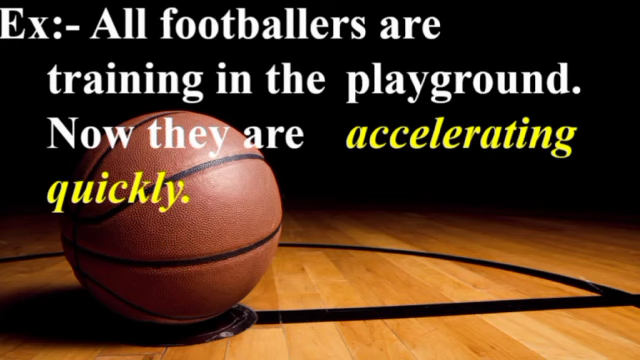 Ex:- All footballers are
training in the playground.
Now they are accelerating
quickly.